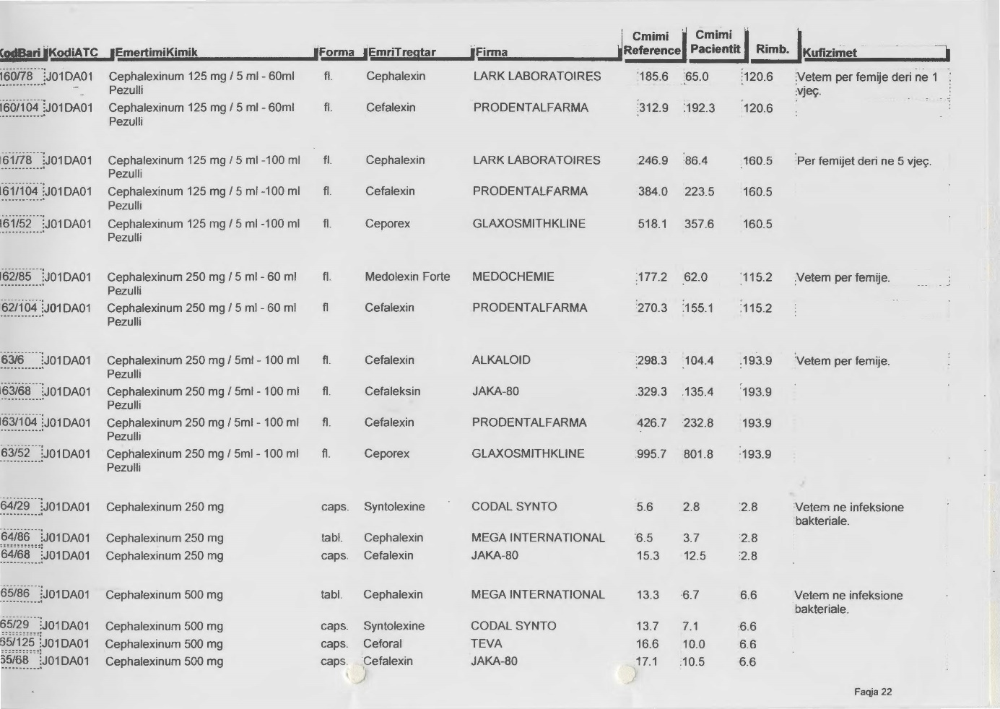 KodBari KodiATC EmertimiKimik Forma EmriTregtar Firma Cmimi Reference Cmimi Pacientit Rimb. Kufizimet
160/78 J01DA01 Cephalexinum 125 mg / 5 ml - 60ml fl. Cephalexin LARK LABORATOIRES 185.6 65.0 120.6 Vetem per femije deri ne 1
Pezulli vjeç.
160/104 J01DA01 Cephalexinum 125 mg / 5 ml - 60ml fl. Cefalexin PRODENTALFARMA 312.9 192.3 120.6
Pezulli
161/78 J01DA01 Cephalexinum 125 mg / 5 ml -100 ml fl. Cephalexin LARK LABORATOIRES 246.9 86.4 160.5 Per femijet deri ne 5 vjeç.
Pezulli
161/104 J01DA01 Cephalexinum 125 mg / 5 ml -100 ml fl. Cefalexin PRODENTALFARMA 384.0 223.5 160.5
Pezulli
161/52 J01DA01 Cephalexinum 125 mg / 5 ml -100 ml fl. Ceporex GLAXOSMITHKLINE 518.1 357.6 160.5
Pezulli
162/85 J01DA01 Cephalexinum 250 mg / 5 ml - 60 ml fl. Medolexin Forte MEDOCHEMIE 177.2 62.0 115.2 Vetem per femije.
Pezulli
62/104 J01DA01 Cephalexinum 250 mg / 5 ml - 60 ml fl Cefalexin PRODENTALFARMA 270.3 155.1 115.2
Pezulli
63/6 J01DA01 Cephalexinum 250 mg / 5ml - 100 ml fl. Cefalexin ALKALOID 298.3 104.4 193.9 Vetem per femije.
Pezulli
163/68 J01DA01 Cephalexinum 250 mg / 5ml - 100 ml fl. Cefaleksin JAKA-80 329.3 135.4 193.9
Pezulli
163/104 J01DA01 Cephalexinum 250 mg / 5ml - 100 ml fl. Cefalexin PRODENTALFARMA 426.7 232.8 193.9
Pezulli
63/52 J01DA01 Cephalexinum 250 mg / 5ml - 100 ml fl. Ceporex GLAXOSMITHKLINE 995.7 801.8 193.9
Pezulli
64/29 J01DA01 Cephalexinum 250 mg caps. Syntolexine CODAL SYNTO 5.6 2.8 2.8 Vetem ne infeksione
bakteriale.
64/86 J01DA01 Cephalexinum 250 mg tabl. Cephalexin MEGA INTERNATIONAL 6.5 3.7 2.8
64/68 J01DA01 Cephalexinum 250 mg caps. Cefalexin JAKA-80 15.3 12.5 2.8
65/86 J01DA01 Cephalexinum 500 mg tabl. Cephalexin MEGA INTERNATIONAL 13.3 6.7 6.6 Vetem ne infeksione
bakteriale.
65/29 J01DA01 Cephalexinum 500 mg caps. Syntolexine CODAL SYNTO 13.7 7.1 6.6
65/125 J01DA01 Cephalexinum 500 mg caps. Ceforal TEVA 16.6 10.0 6.6
65/68 J01DA01 Cephalexinum 500 mg caps. Cefalexin JAKA-80 17.1 10.5 6.6
Faqja 22